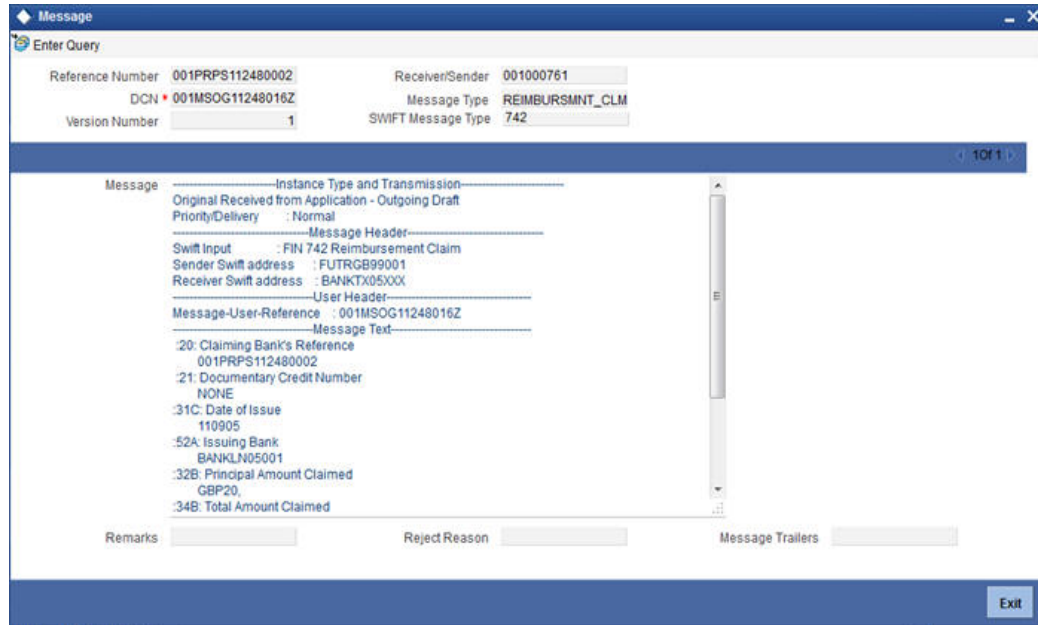 Message
Enter Query
Reference Number 001PRPS112480002 Receiver/Sender 001000761
DCN * 001MSOG11248016Z Message Type REIMBURSMNT_CLM
Version Number 1 SWIFT Message Type 742
1Of 1
Message ---------------------------Instance Type and Transmission---------------------------
Original Received from Application - Outgoing Draft
Priority/Delivery : Normal
-----------------------------------Message Header-----------------------------------
Swift Input : FIN 742 Reimbursement Claim
Sender Swift address : FUTRGB99001
Receiver Swift address : BANKTX05XXX
------------------------------------User Header-------------------------------------
Message-User-Reference : 001MSOG11248016Z
------------------------------------Message Text------------------------------------
:20: Claiming Bank's Reference
001PRPS112480002
:21: Documentary Credit Number
NONE
:31C: Date of Issue
110905
:52A: Issuing Bank
BANKLN05001
:32B: Principal Amount Claimed
GBP20,
:34B: Total Amount Claimed
Remarks Reject Reason Message Trailers
Exit